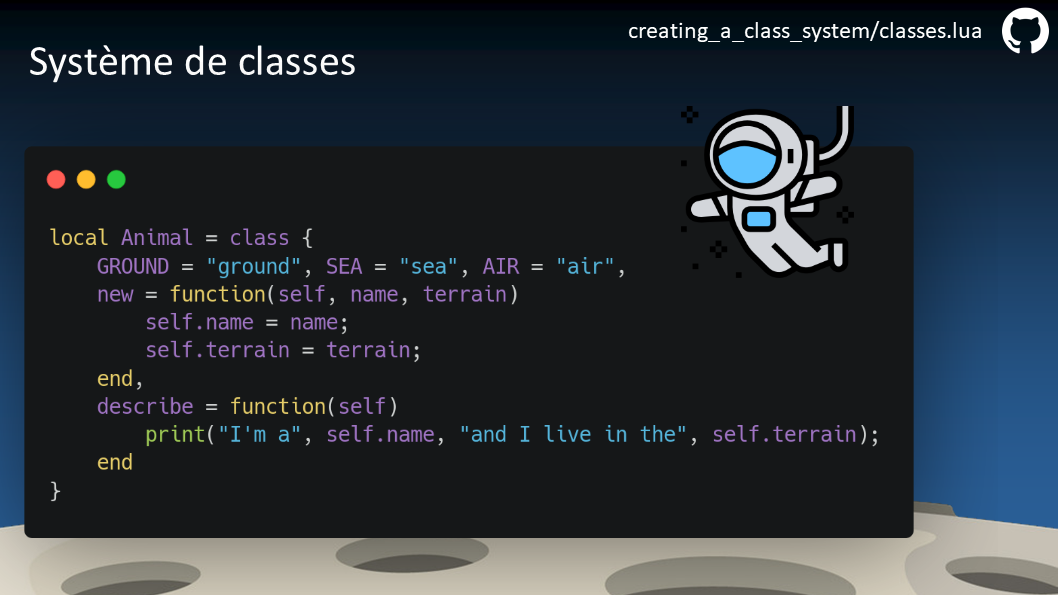 creating_a_class_system/classes.lua
Système de classes
local Animal = class {
    GROUND = "ground", SEA = "sea", AIR = "air",
    new = function(self, name, terrain)
        self.name = name;
        self.terrain = terrain;
    end,
    describe = function(self)
        print("I'm a", self.name, "and I live in the", self.terrain);
    end
}